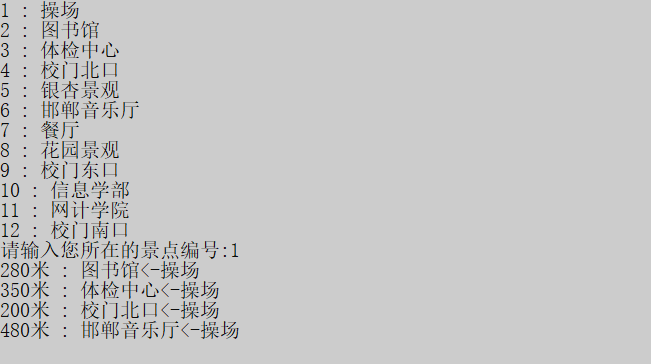 1 : 操场
2 : 图书馆
3 : 体检中心
4 : 校门北口
5 : 银杏景观
6 : 邯郸音乐厅
7 : 餐厅
8 : 花园景观
9 : 校门东口
10 : 信息学部
11 : 网计学院
12 : 校门南口
请输入您所在的景点编号:1
280米 : 图书馆<-操场
350米 : 体检中心<-操场
200米 : 校门北口<-操场
480米 : 邯郸音乐厅<-操场